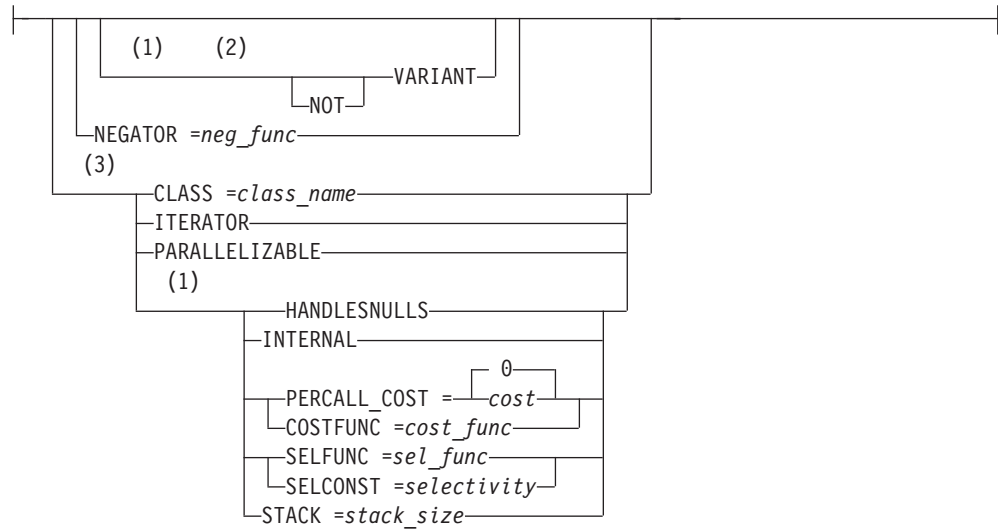 (1) (2)
VARIANT
NOT
NEGATOR =neg_func
(3)
CLASS =class_name
ITERATOR
PARALLELIZABLE
(1)
HANDLESNULLS
INTERNAL
0
PERCALL_COST = cost
COSTFUNC =cost_func
SELFUNC =sel_func
SELCONST =selectivity
STACK =stack_size